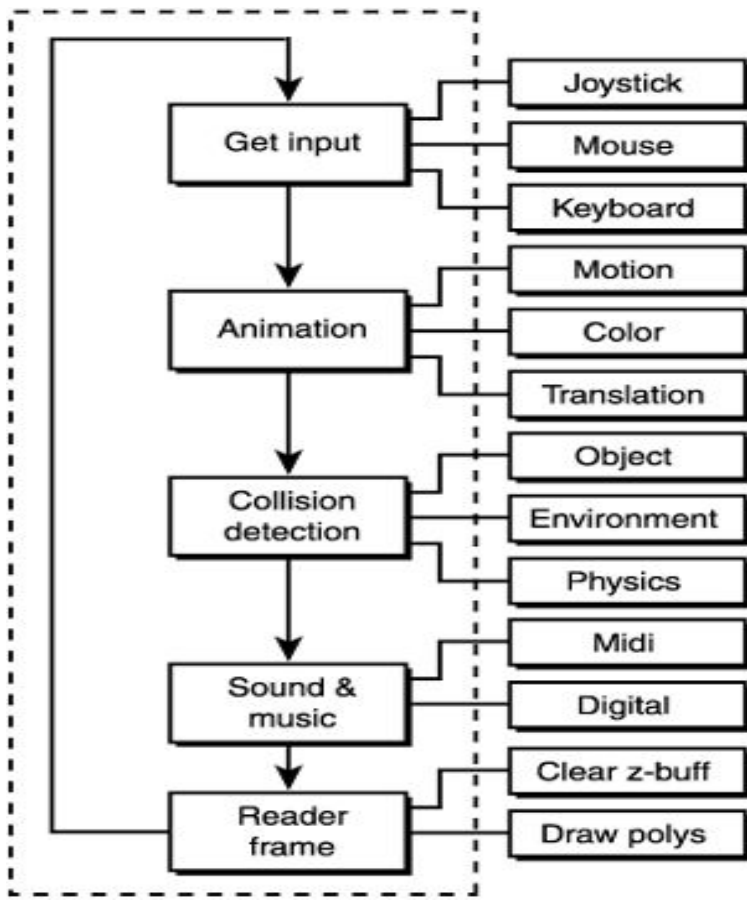 Get input
Joystick
Mouse
Keyboard
Animation
Motion
Color
Translation
Collision
detection
Object
Environment
Physics
Sound &
music
Midi
Digital
Reader
frame
Clear z-buff
Draw polys